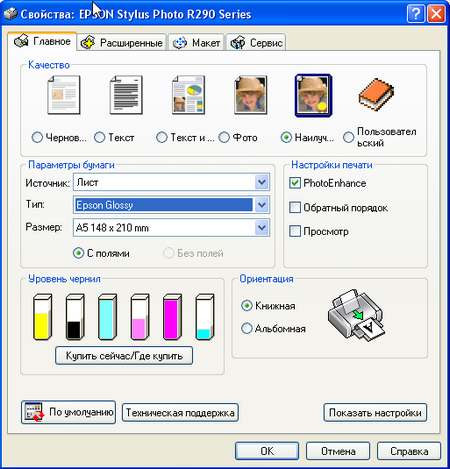 Свойства: EPSON Stylus Photo R290 Series
Главное Расширенные Макет Сервис
Качество
Чернов... Текст Текст и ... Фото Наилуч... Пользовател
ьский
Параметры бумаги
Источник: Лист
Тип: Epson Glossy
Размер: A5 148 x 210 mm
С полями Без полей
Настройки печати
PhotoEnhance
Обратный порядок
Просмотр
Уровень чернил
Купить сейчас/Где купить
Ориентация
Книжная
Альбомная
A
По умолчанию Техническая поддержка Показать настройки
OK Отмена Справка